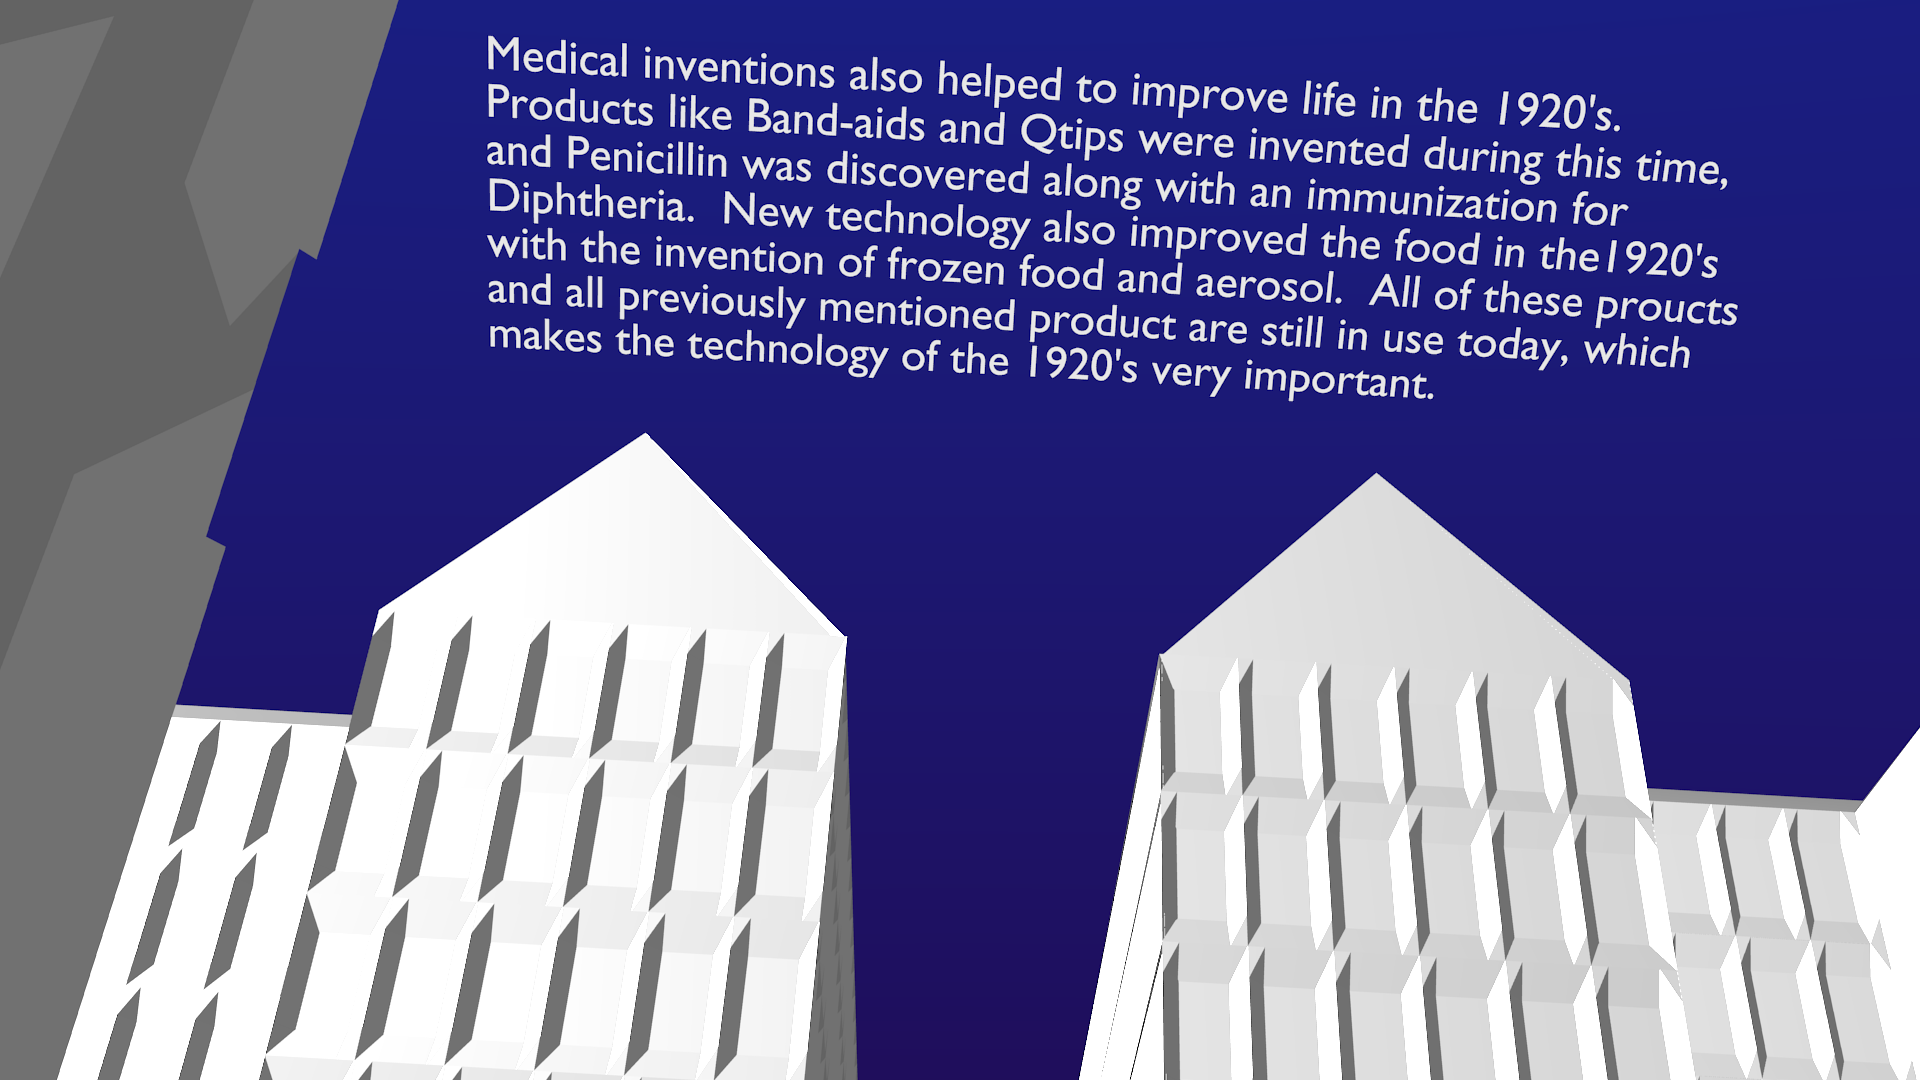 Medical inventions also helped to improve life in the 1920's.
Products like Band-aids and Qtips were invented during this time,
and Penicillin was discovered along with an immunization for
Diphtheria.  New technology also improved the food in the1920's
with the invention of frozen food and aerosol.  All of these proucts
and all previously mentioned product are still in use today, which
makes the technology of the 1920's very important.